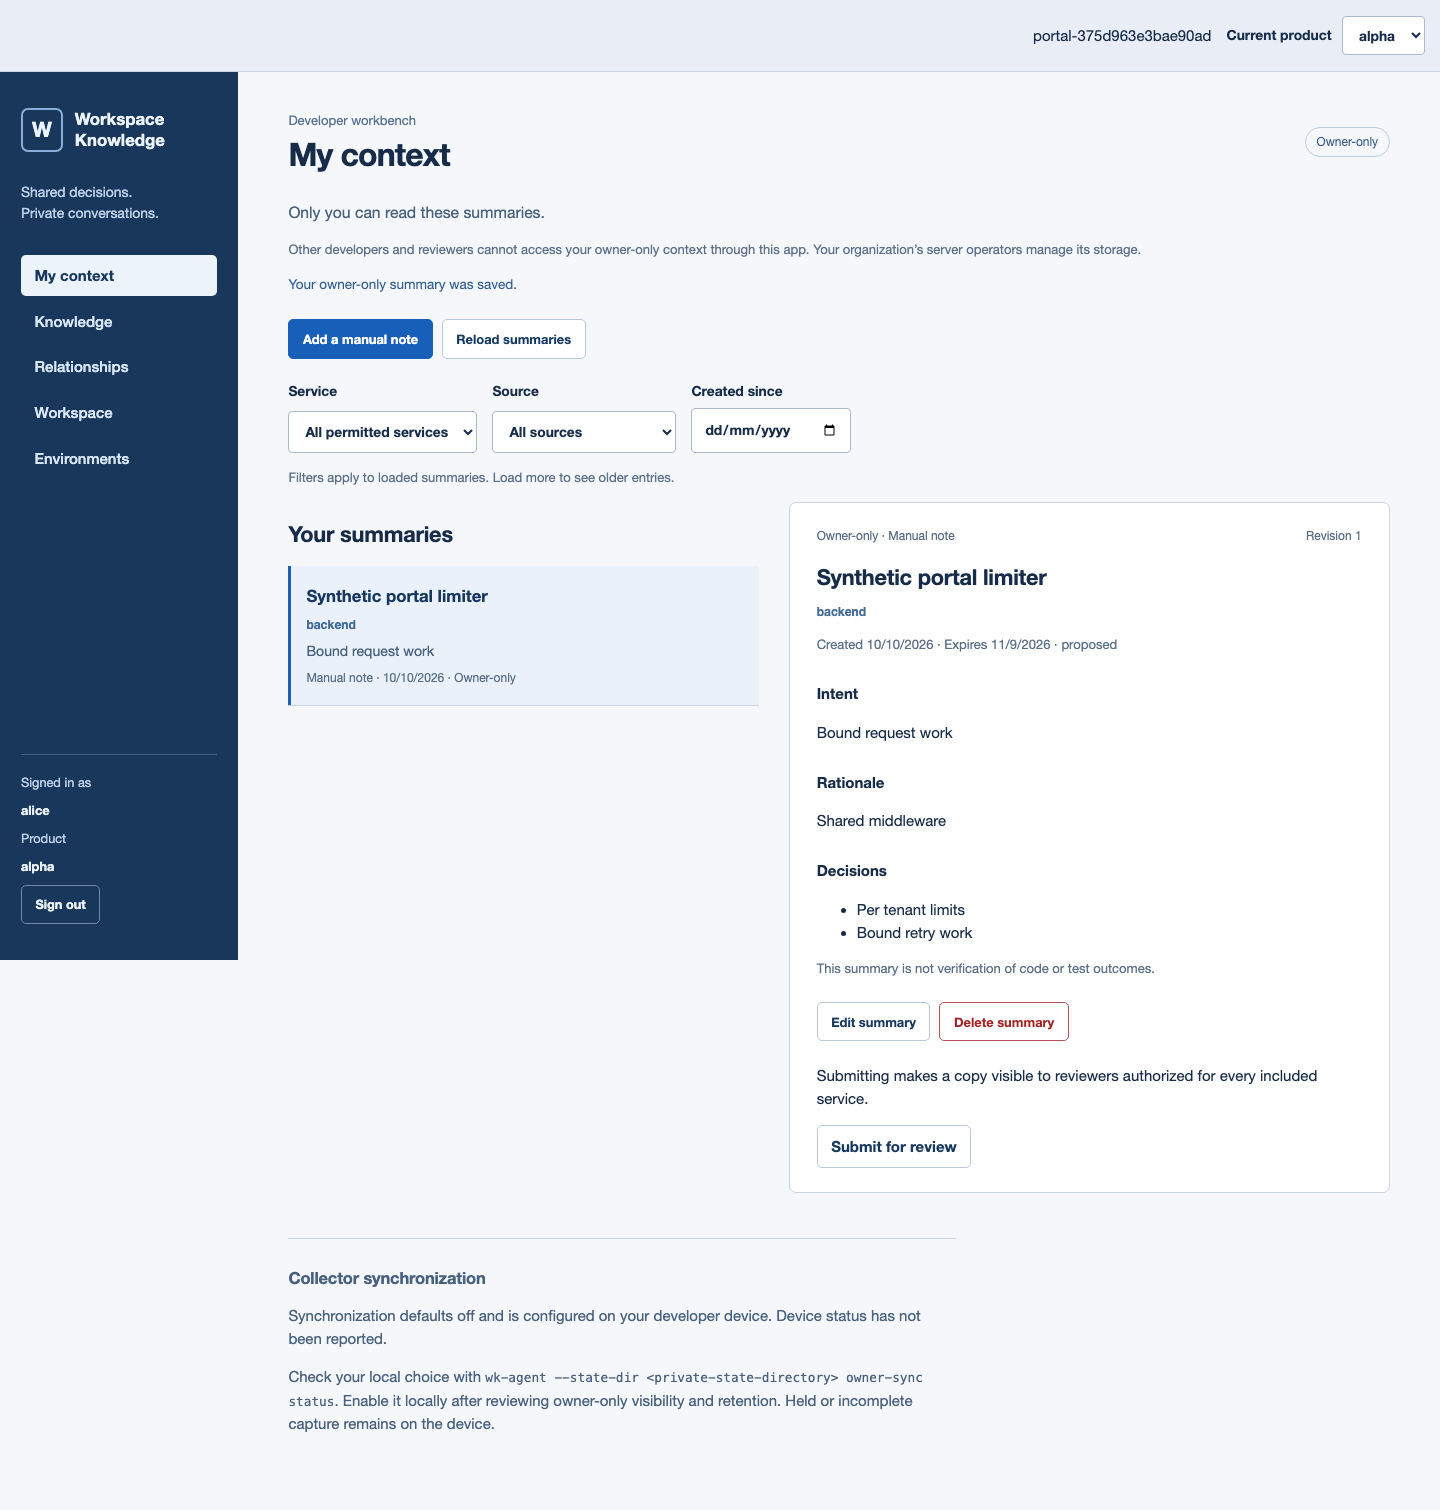 portal-375d963e3bae90ad Current product alpha
W
Workspace
Knowledge
Shared decisions.
Private conversations.
My context
Knowledge
Relationships
Workspace
Environments
Signed in as
alice
Product
alpha
Sign out
Developer workbench
My context
Owner-only
Only you can read these summaries.
Other developers and reviewers cannot access your owner-only context through this app. Your organization’s server operators manage its storage.
Your owner-only summary was saved.
Add a manual note Reload summaries
Service Source Created since
All permitted services All sources dd/mm/yyyy
Filters apply to loaded summaries. Load more to see older entries.
Your summaries
Synthetic portal limiter
backend
Bound request work
Manual note · 10/10/2026 · Owner-only
Owner-only · Manual note Revision 1
Synthetic portal limiter
backend
Created 10/10/2026 · Expires 11/9/2026 · proposed
Intent
Bound request work
Rationale
Shared middleware
Decisions
• Per tenant limits
• Bound retry work
This summary is not verification of code or test outcomes.
Edit summary Delete summary
Submitting makes a copy visible to reviewers authorized for every included
service.
Submit for review
Collector synchronization
Synchronization defaults off and is configured on your developer device. Device status has not
been reported.
Check your local choice with wk-agent --state-dir <private-state-directory> owner-sync
status. Enable it locally after reviewing owner-only visibility and retention. Held or incomplete
capture remains on the device.